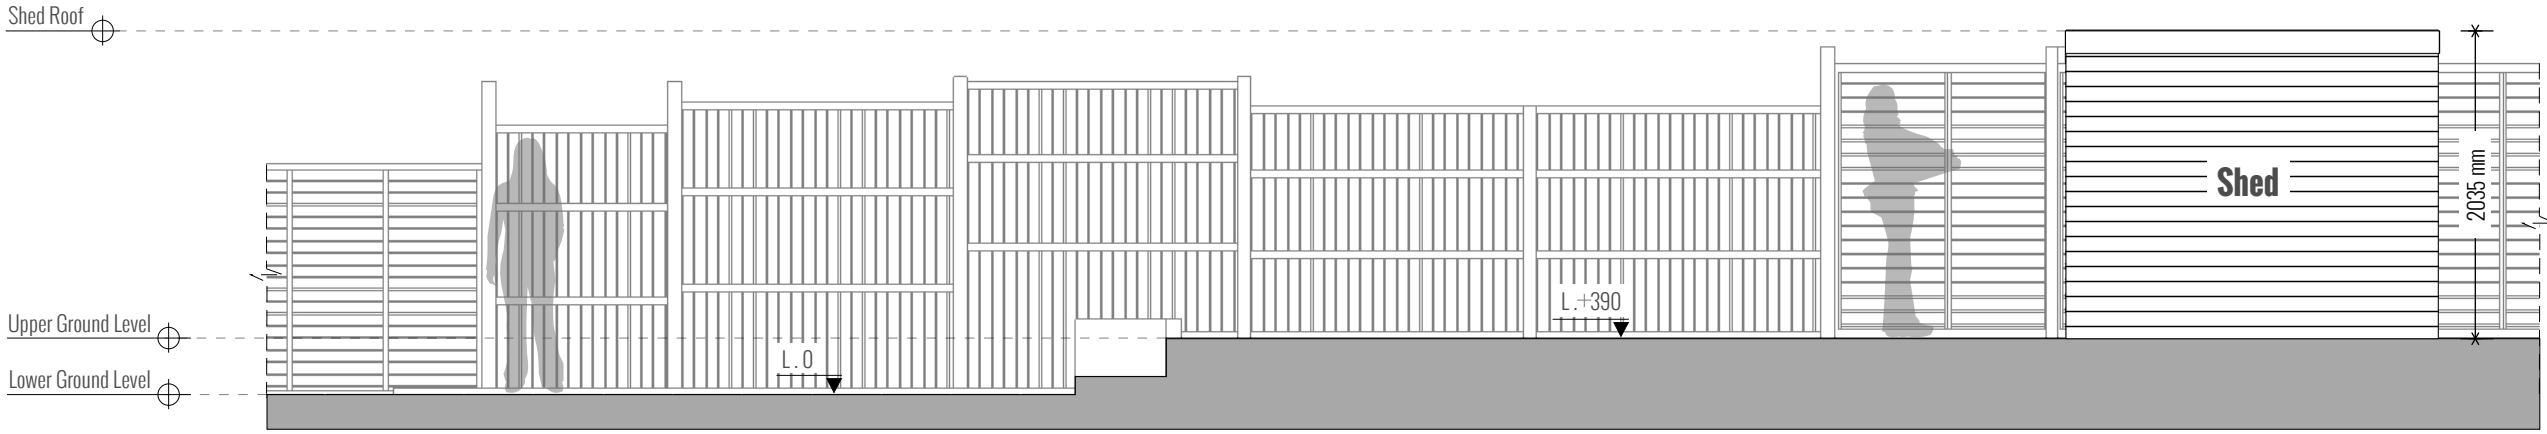 Shed Roof
Shed
2035 mm
L.+390
Upper Ground Level
L.0
Lower Ground Level